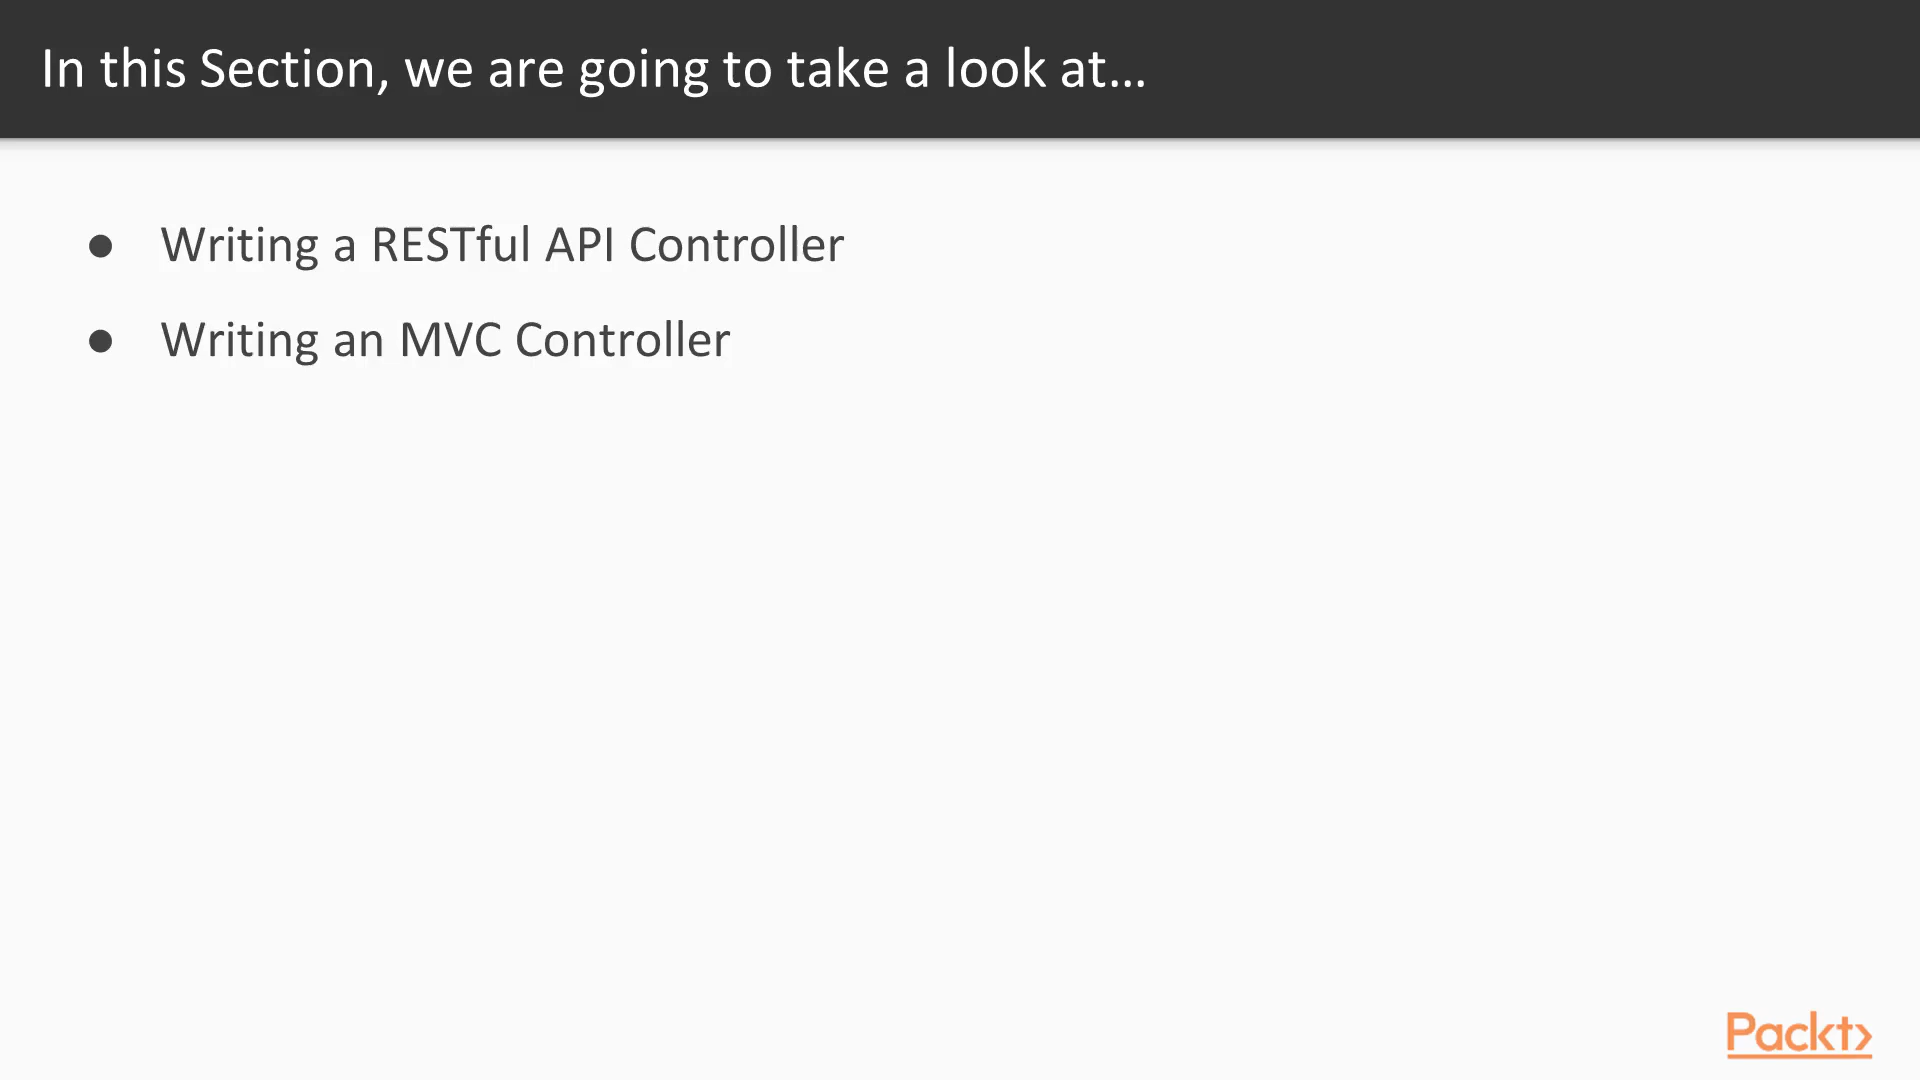 In this Section, we are going to take a look at...
● Writing a RESTful API Controller
● Writing an MVC Controller
Packt>